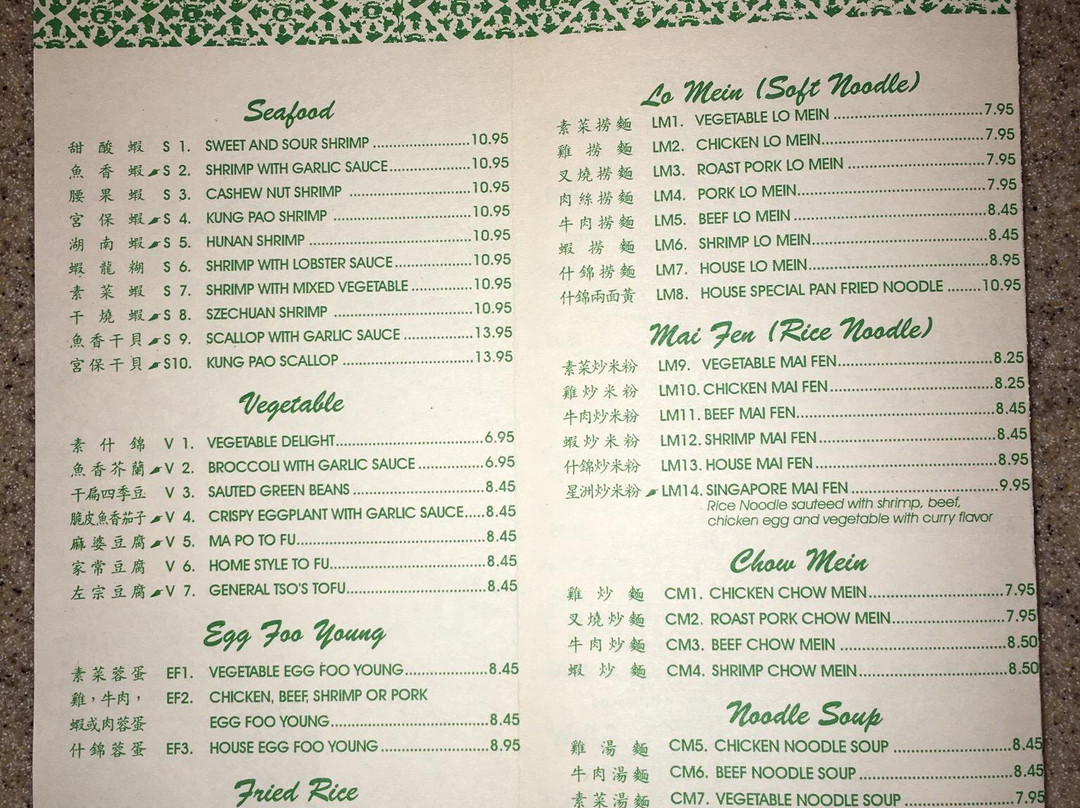 Seafood
甜酸蝦 S 1. SWEET AND SOUR SHRIMP 10.95
魚香蝦 S 2. SHRIMP WITH GARLIC SAUCE 10.95
腰果蝦 S 3. CASHEW NUT SHRIMP 10.95
宮保蝦 S 4. KUNG PAO SHRIMP 10.95
湖南蝦 S 5. HUNAN SHRIMP 10.95
蝦龍糊 S 6. SHRIMP WITH LOBSTER SAUCE 10.95
素菜蝦 S 7. SHRIMP WITH MIXED VEGETABLE 10.95
干燒蝦 S 8. SZECHUAN SHRIMP 10.95
魚香干貝 S 9. SCALLOP WITH GARLIC SAUCE 13.95
宮保干貝 S10. KUNG PAO SCALLOP 13.95
Vegetable
素什錦 V 1. VEGETABLE DELIGHT 6.95
魚香芥蘭 V 2. BROCCOLI WITH GARLIC SAUCE 6.95
干扁四季豆 V 3. SAUTED GREEN BEANS 8.45
脆皮魚香茄子 V 4. CRISPY EGGPLANT WITH GARLIC SAUCE 8.45
麻婆豆腐 V 5. MA PO TO FU 8.45
家常豆腐 V 6. HOME STYLE TO FU 8.45
左宗豆腐 V 7. GENERAL TSO'S TOFU 8.45
Egg Foo Young
素菜蓉蛋 EF1. VEGETABLE EGG FOO YOUNG 8.45
雞，牛肉， EF2. CHICKEN, BEEF, SHRIMP OR PORK
蝦或肉蓉蛋 EGG FOO YOUNG 8.45
什錦蓉蛋 EF3. HOUSE EGG FOO YOUNG 8.95
Fried Rice
Lo Mein (Soft Noodle)
素菜撈麵 LM1. VEGETABLE LO MEIN 7.95
雞撈麵 LM2. CHICKEN LO MEIN 7.95
叉燒撈麵 LM3. ROAST PORK LO MEIN 7.95
肉絲撈麵 LM4. PORK LO MEIN 7.95
牛肉撈麵 LM5. BEEF LO MEIN 8.45
蝦撈麵 LM6. SHRIMP LO MEIN 8.45
什錦撈麵 LM7. HOUSE LO MEIN 8.95
什錦兩面黃 LM8. HOUSE SPECIAL PAN FRIED NOODLE 10.95
Mai Fen (Rice Noodle)
素菜炒米粉 LM9. VEGETABLE MAI FEN 8.25
雞炒米粉 LM10. CHICKEN MAI FEN 8.25
牛肉炒米粉 LM11. BEEF MAI FEN 8.45
蝦炒米粉 LM12. SHRIMP MAI FEN 8.45
什錦炒米粉 LM13. HOUSE MAI FEN 8.95
星洲炒米粉 LM14. SINGAPORE MAI FEN 9.95
Rice Noodle sauteed with shrimp, beef,
chicken egg and vegetable with curry flavor
Chow Mein
雞炒麵 CM1. CHICKEN CHOW MEIN 7.95
叉燒炒麵 CM2. ROAST PORK CHOW MEIN 7.95
牛肉炒麵 CM3. BEEF CHOW MEIN 8.50
蝦炒麵 CM4. SHRIMP CHOW MEIN 8.50
Noodle Soup
雞湯麵 CM5. CHICKEN NOODLE SOUP 8.45
牛肉湯麵 CM6. BEEF NOODLE SOUP 8.45
素菜湯麵 CM7. VEGETABLE NOODLE SOUP 7.95